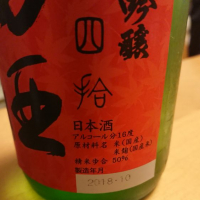 吟醸
四拾
日本酒
アルコール分16度
原材料名 米(国産)
米麹(国産米)
精米歩合 50%
製造年月
2018.10